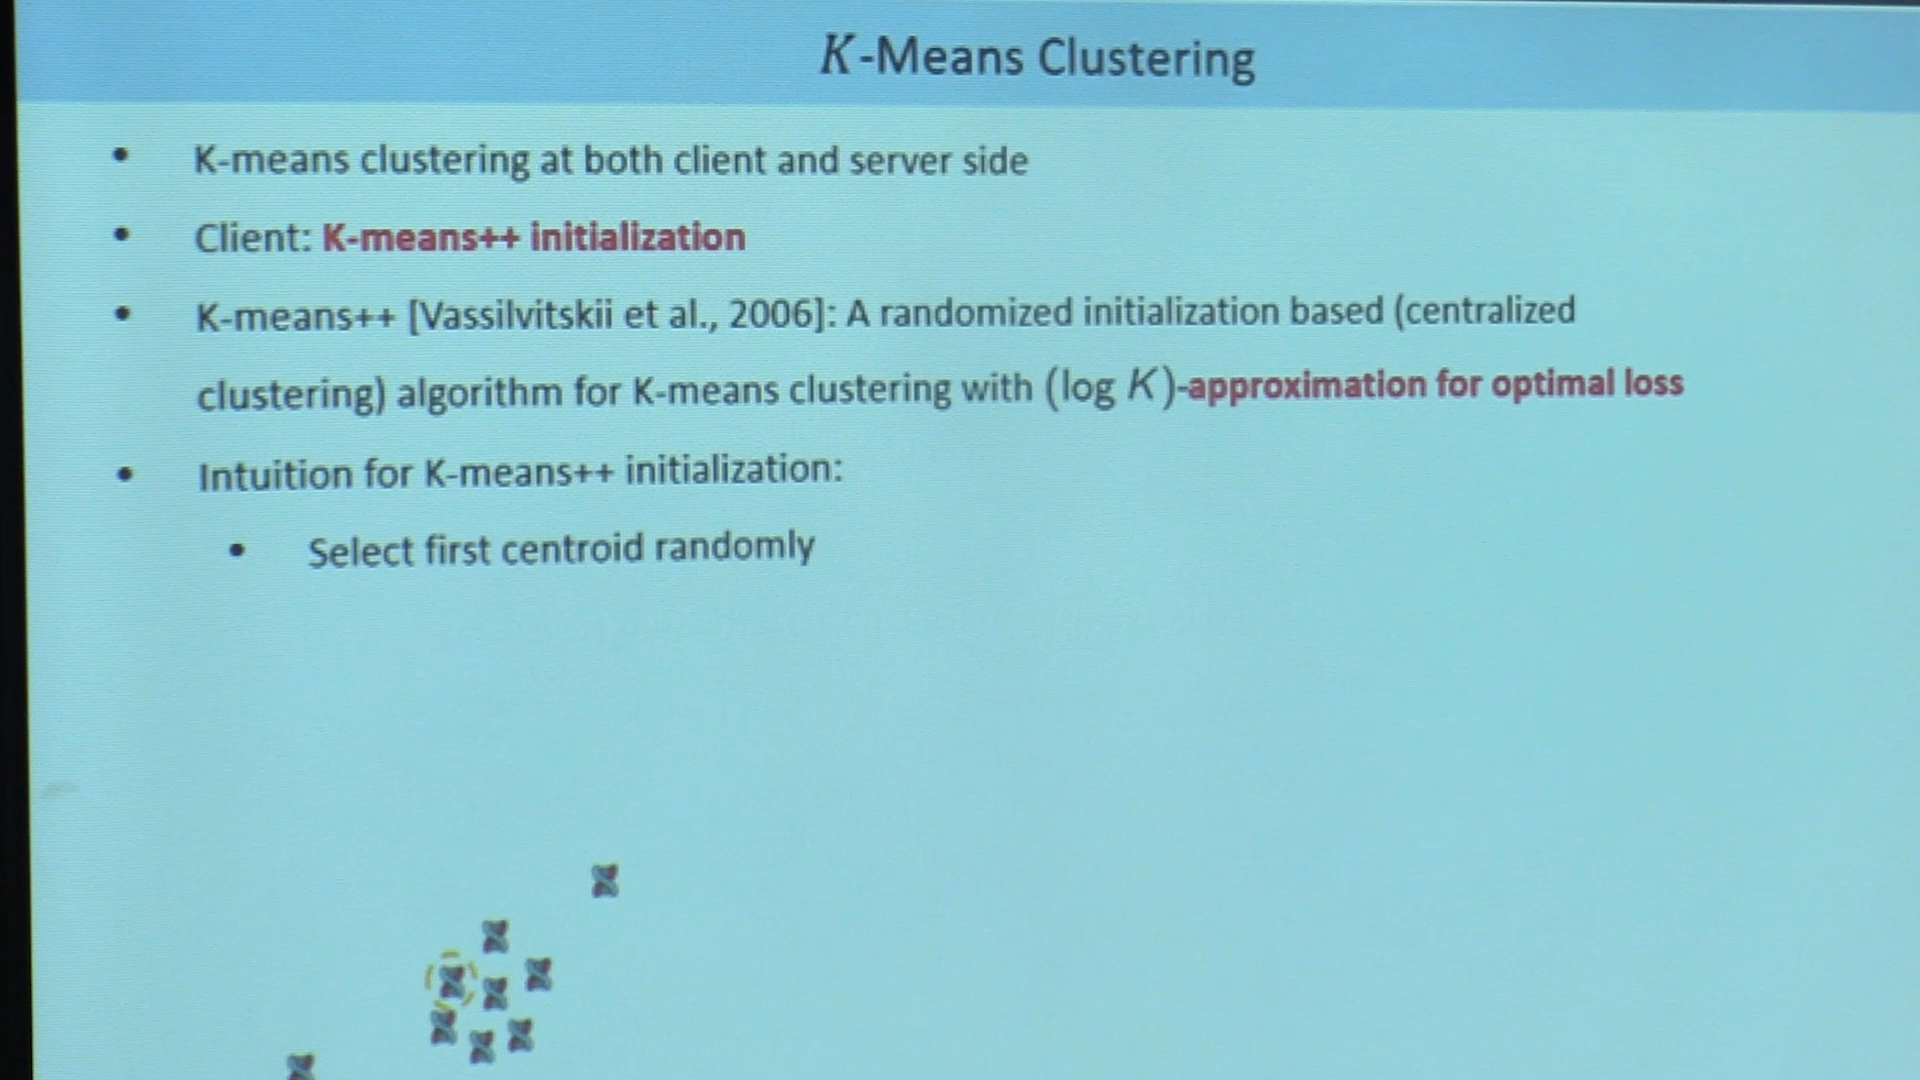 K-Means Clustering
• K-means clustering at both client and server side
• Client: K-means++ initialization
• K-means++ [Vassilvitskii et al., 2006]: A randomized initialization based (centralized
clustering) algorithm for K-means clustering with (log K)-approximation for optimal loss
• Intuition for K-means++ initialization:
• Select first centroid randomly